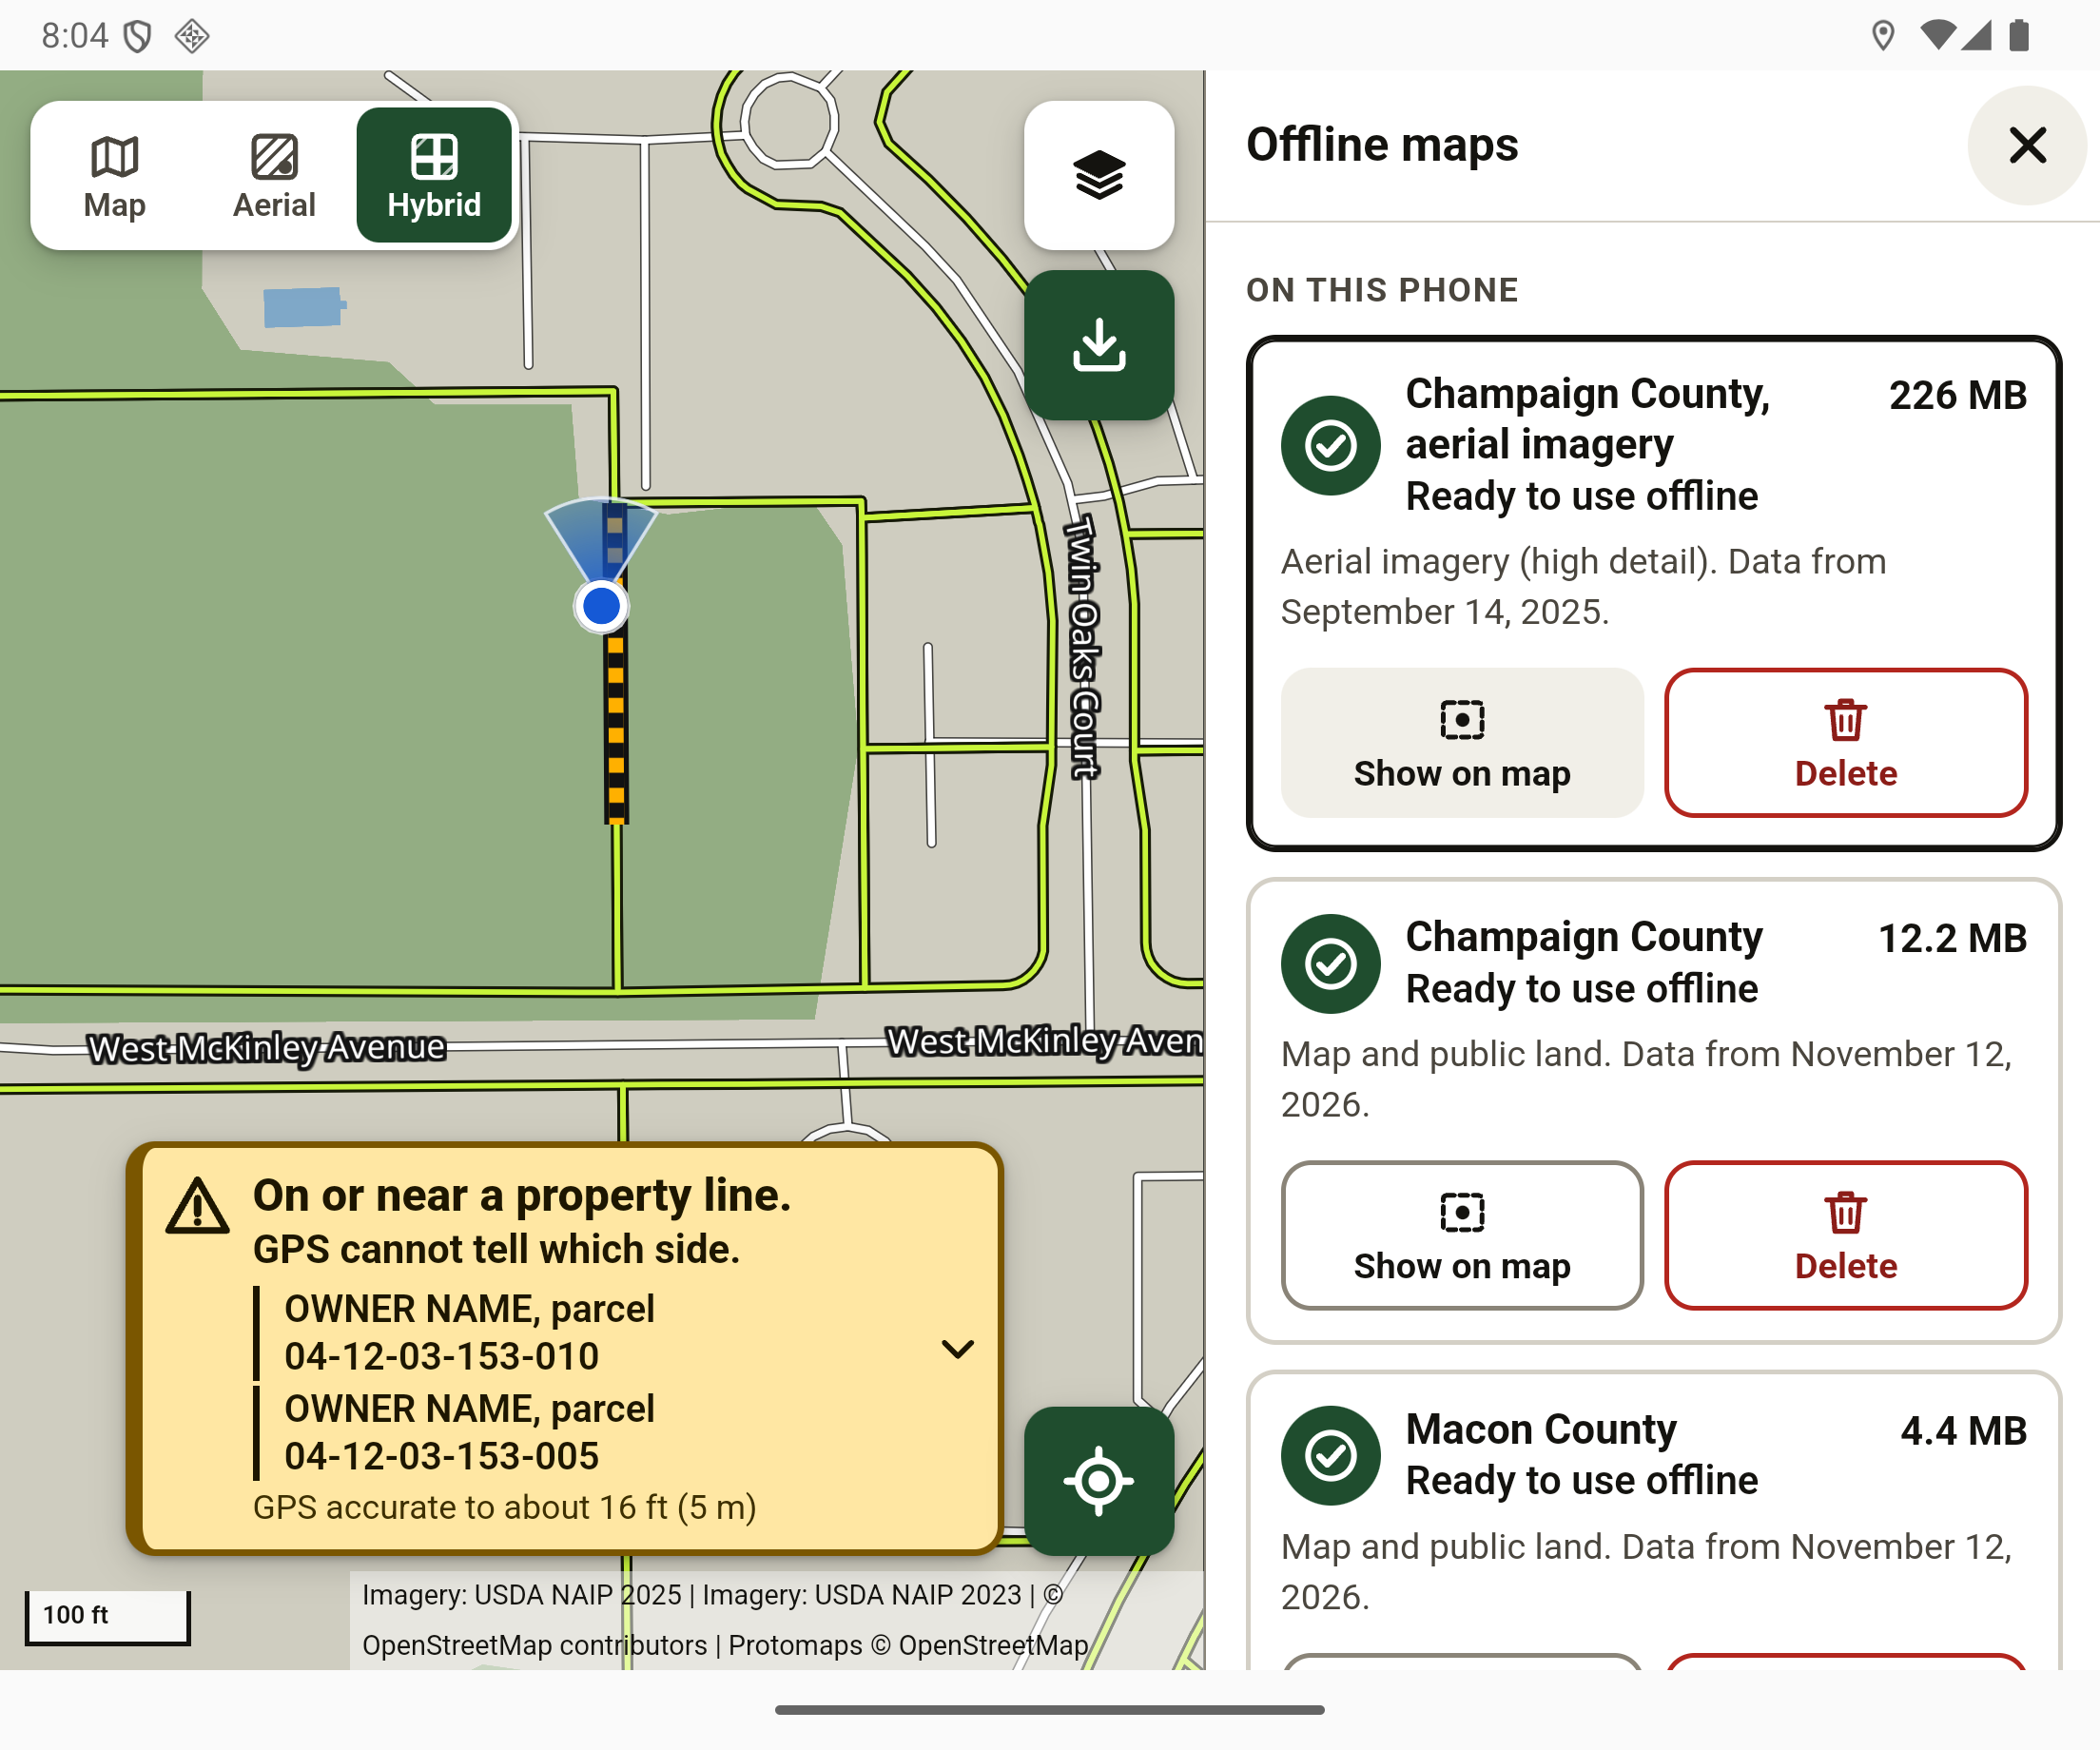 8:04
Map
Aerial
Hybrid
Twin Oaks Court
West McKinley Avenue
West McKinley Aven
On or near a property line.
GPS cannot tell which side.
OWNER NAME, parcel
04-12-03-153-010
OWNER NAME, parcel
04-12-03-153-005
GPS accurate to about 16 ft (5 m)
100 ft
Imagery: USDA NAIP 2025 | Imagery: USDA NAIP 2023 | ©
OpenStreetMap contributors | Protomaps © OpenStreetMap
Offline maps
ON THIS PHONE
Champaign County, 226 MB
aerial imagery
Ready to use offline
Aerial imagery (high detail). Data from
September 14, 2025.
Show on map Delete
Champaign County 12.2 MB
Ready to use offline
Map and public land. Data from November 12,
2026.
Show on map Delete
Macon County 4.4 MB
Ready to use offline
Map and public land. Data from November 12,
2026.